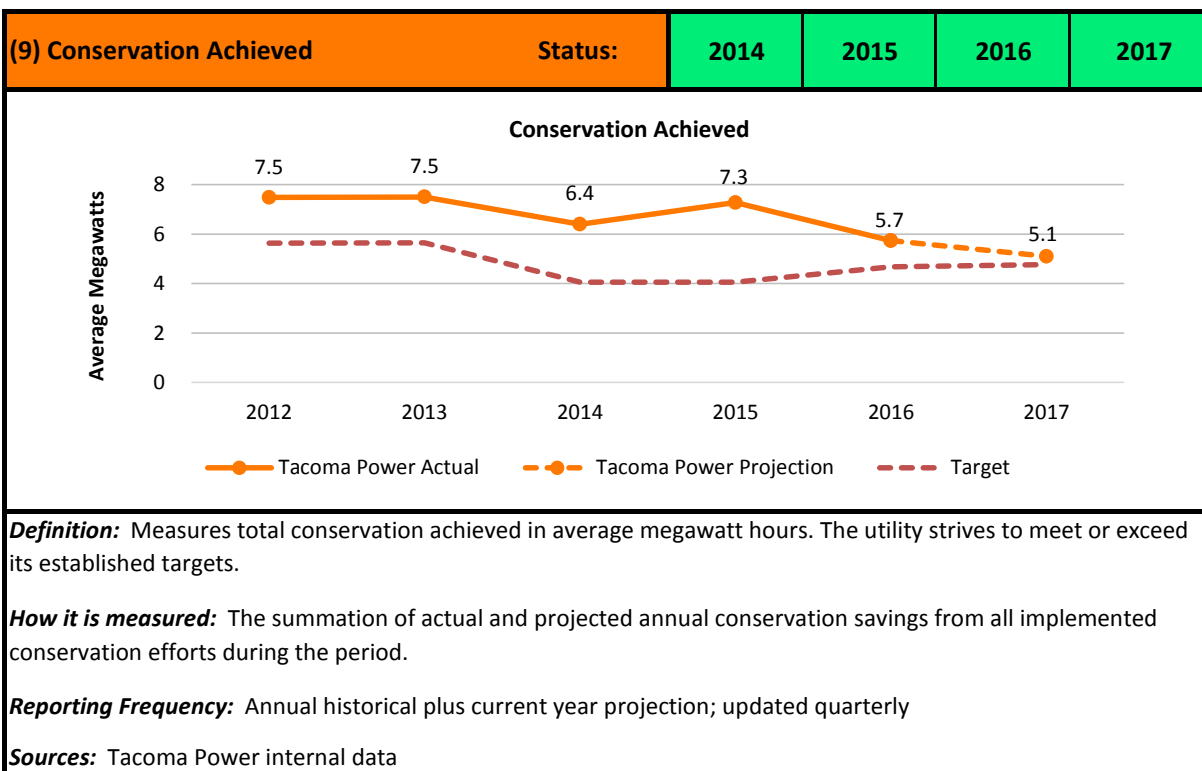 (9) Conservation Achieved Status: 2014 2015 2016 2017
Conservation Achieved
7.5 7.5 6.4 7.3 5.7 5.1
Average Megawatts
8
6
4
2
0
2012 2013 2014 2015 2016 2017
Tacoma Power Actual Tacoma Power Projection Target
Definition: Measures total conservation achieved in average megawatt hours. The utility strives to meet or exceed
its established targets.
How it is measured: The summation of actual and projected annual conservation savings from all implemented
conservation efforts during the period.
Reporting Frequency: Annual historical plus current year projection; updated quarterly
Sources: Tacoma Power internal data